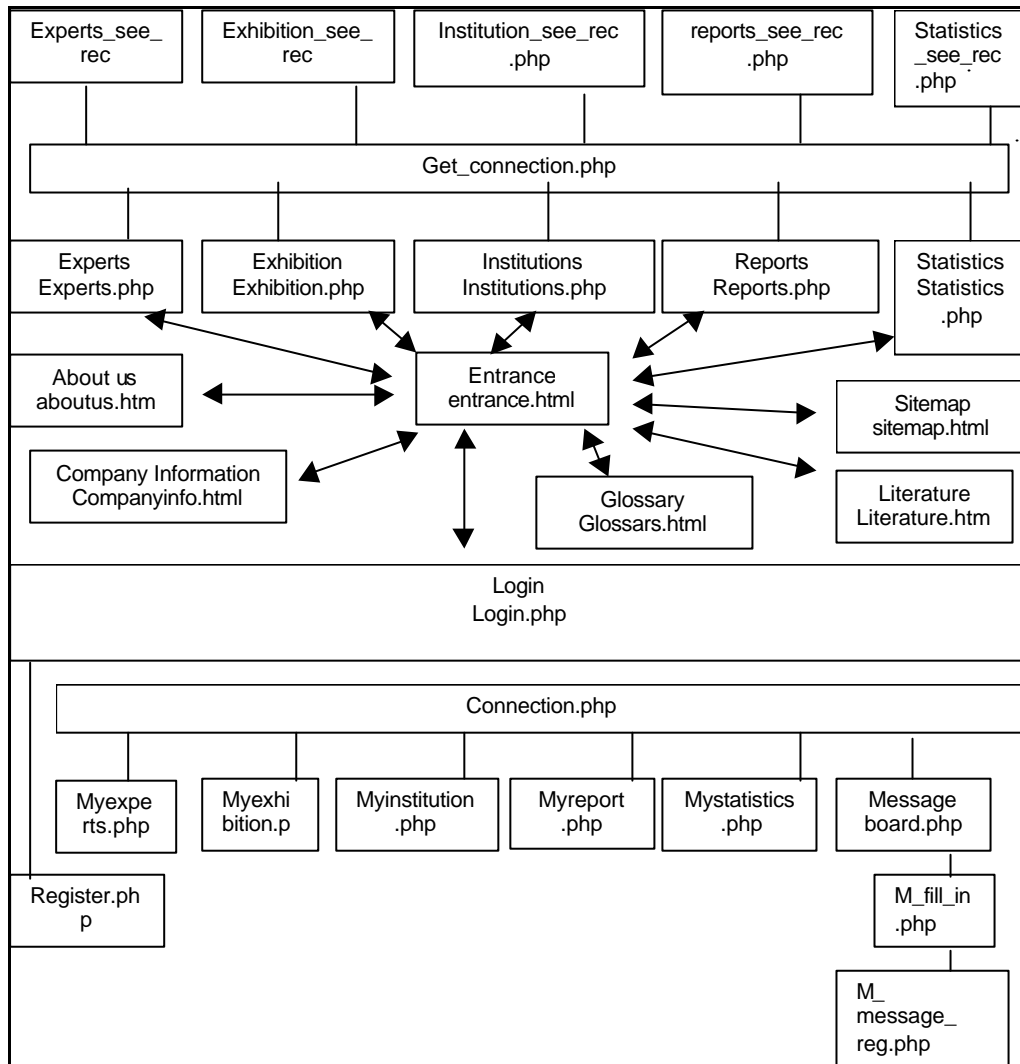 Experts_see_
rec
Exhibition_see_
rec
Institution_see_rec
.php
reports_see_rec
.php
Statistics
_see_rec
.php
Get_connection.php
Experts
Experts.php
Exhibition
Exhibition.php
Institutions
Institutions.php
Reports
Reports.php
Statistics
Statistics
.php
About us
aboutus.htm
Entrance
entrance.html
Sitemap
sitemap.html
Company Information
Companyinfo.html
Glossary
Glossars.html
Literature
Literature.htm
Login
Login.php
Connection.php
Myexpe
rts.php
Myexhi
bition.p
Myinstitution
.php
Myreport
.php
Mystatistics
.php
Message
board.php
Register.ph
p
M_fill_in
.php
M_
message_
reg.php